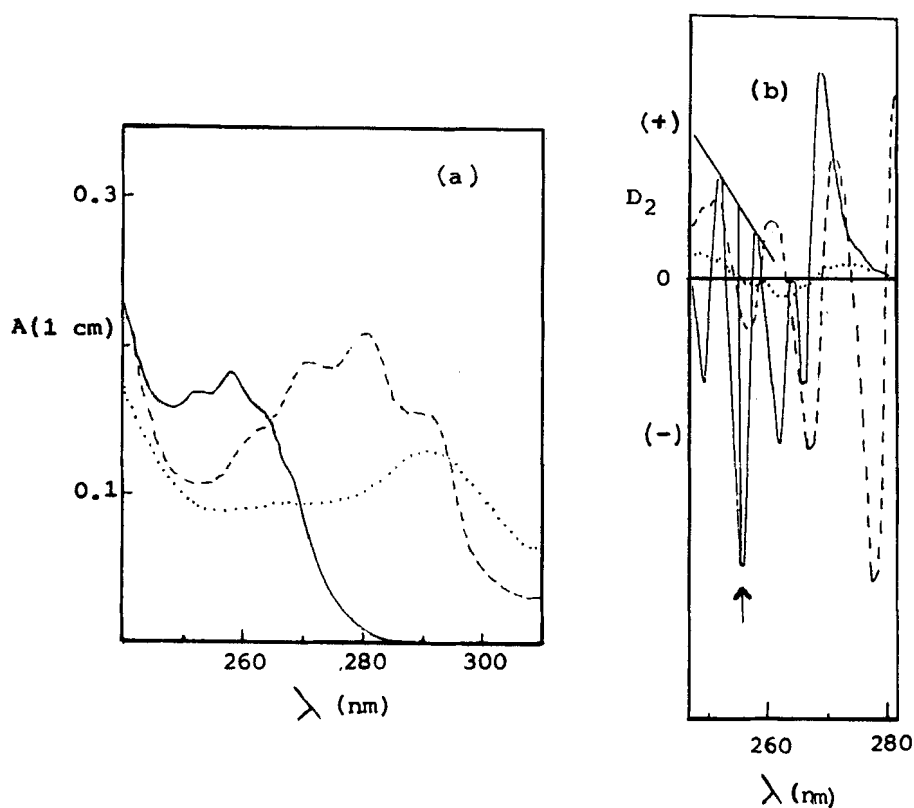 (a)
0.3
A(1 cm)
0.1
260
280
300
λ (nm)
(b)
(+)
D2
0
(-)
260
280
λ (nm)